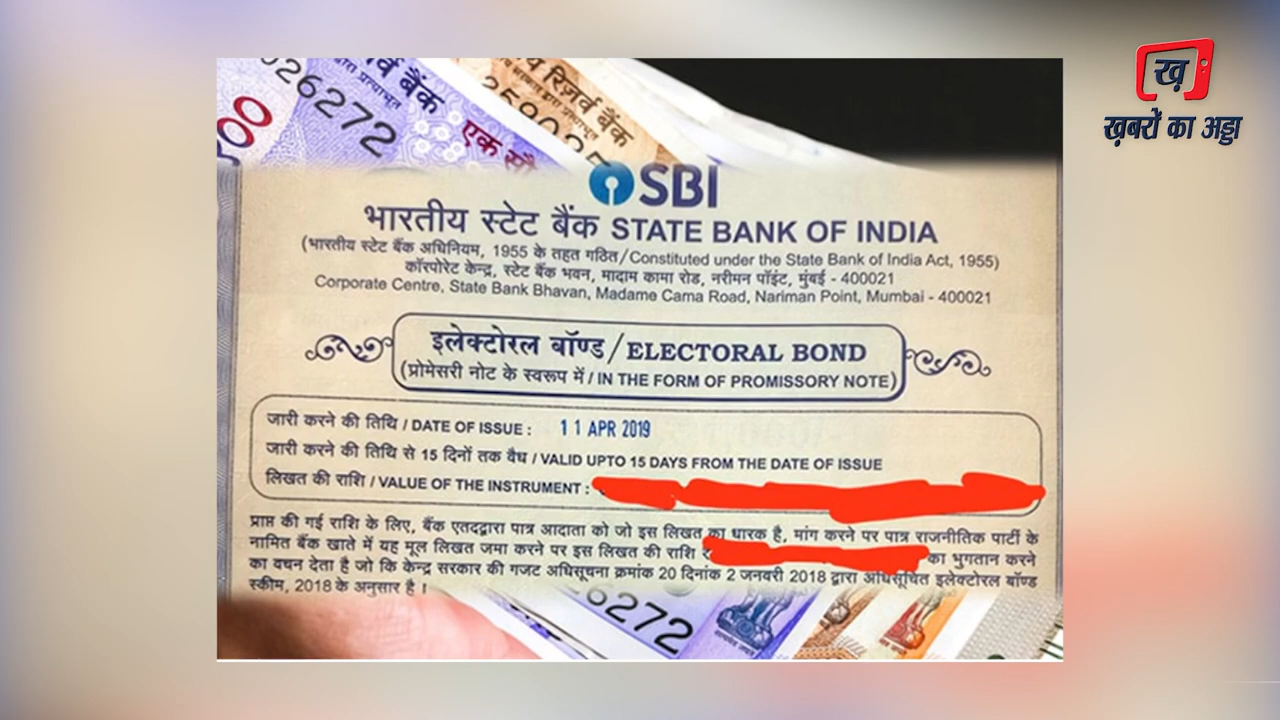 ख़
ख़बरों का अड्डा
026272
एक सौ
SBI
भारतीय स्टेट बैंक STATE BANK OF INDIA
(भारतीय स्टेट बैंक अधिनियम, 1955 के तहत गठित/Constituted under the State Bank of India Act, 1955)
कॉरपोरेट केन्द्र, स्टेट बैंक भवन, मादाम कामा रोड, नरीमन पॉइंट, मुंबई - 400021
Corporate Centre, State Bank Bhavan, Madame Cama Road, Nariman Point, Mumbai - 400021
इलेक्टोरल बॉण्ड/ELECTORAL BOND
(प्रोमेसरी नोट के स्वरूप में/IN THE FORM OF PROMISSORY NOTE)
जारी करने की तिथि / DATE OF ISSUE : 11 APR 2019
जारी करने की तिथि से 15 दिनों तक वैध / VALID UPTO 15 DAYS FROM THE DATE OF ISSUE
लिखत की राशि / VALUE OF THE INSTRUMENT :
प्राप्त की गई राशि के लिए, बैंक एतदद्वारा पात्र आदाता को जो इस लिखत का धारक है, मांग करने पर पात्र राजनीतिक पार्टी के
नामित बैंक खाते में यह मूल लिखत जमा करने पर इस लिखत की राशि का भुगतान करने
का वचन देता है जो कि केन्द्र सरकार की गजट अधिसूचना क्रमांक 20 दिनांक 2 जनवरी 2018 द्वारा अधिसूचित इलेक्टोरल बॉण्ड
स्कीम, 2018 के अनुसार है ।
6272